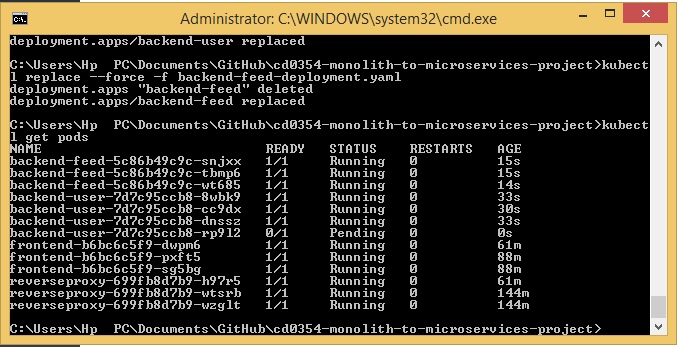 Administrator: C:\WINDOWS\system32\cmd.exe
deployment.apps/backend-user replaced
C:\Users\Hp  PC\Documents\GitHub\cd0354-monolith-to-microservices-project>kubect
l replace --force -f backend-feed-deployment.yaml
deployment.apps "backend-feed" deleted
deployment.apps/backend-feed replaced
C:\Users\Hp  PC\Documents\GitHub\cd0354-monolith-to-microservices-project>kubect
l get pods
NAME                            READY   STATUS    RESTARTS   AGE
backend-feed-5c86b49c9c-snjxx   1/1     Running   0          15s
backend-feed-5c86b49c9c-tbmp6   1/1     Running   0          15s
backend-feed-5c86b49c9c-wt685   1/1     Running   0          14s
backend-user-7d7c95ccb8-8wbk9   1/1     Running   0          33s
backend-user-7d7c95ccb8-cc9dx   1/1     Running   0          30s
backend-user-7d7c95ccb8-dnssz   1/1     Running   0          33s
backend-user-7d7c95ccb8-rp9l2   0/1     Pending   0          0s
frontend-b6bc6c5f9-dwpm6        1/1     Running   0          61m
frontend-b6bc6c5f9-pxft5        1/1     Running   0          88m
frontend-b6bc6c5f9-sg5bg        1/1     Running   0          88m
reverseproxy-699fb8d7b9-h97r5   1/1     Running   0          61m
reverseproxy-699fb8d7b9-wtsrb   1/1     Running   0          144m
reverseproxy-699fb8d7b9-wzglt   1/1     Running   0          144m
C:\Users\Hp  PC\Documents\GitHub\cd0354-monolith-to-microservices-project>